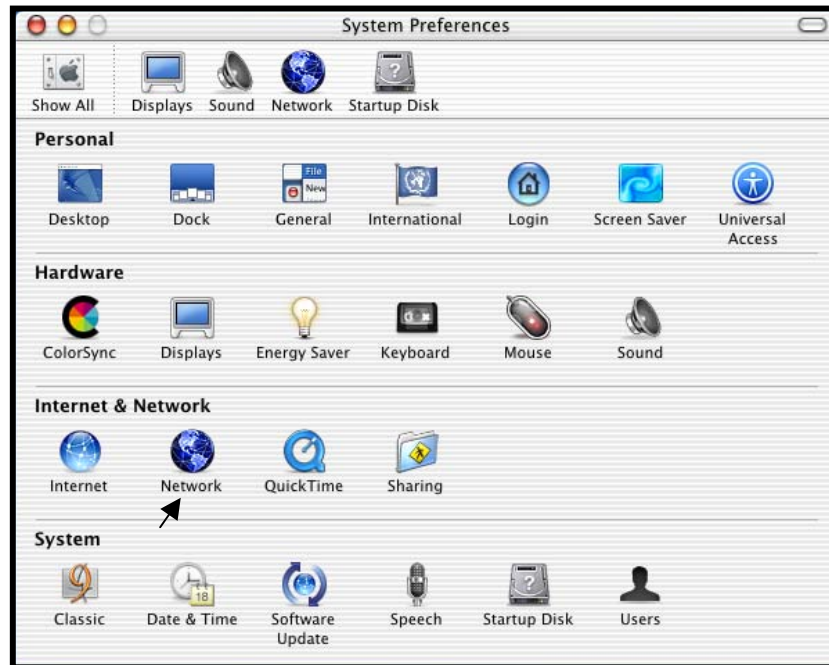 System Preferences
Show All Displays Sound Network Startup Disk
Personal
File
New
Desktop Dock General International Login Screen Saver Universal Access
Hardware
ColorSync Displays Energy Saver Keyboard Mouse Sound
Internet & Network
Internet Network QuickTime Sharing
System
9
18
?
Classic Date & Time Software Update Speech Startup Disk Users